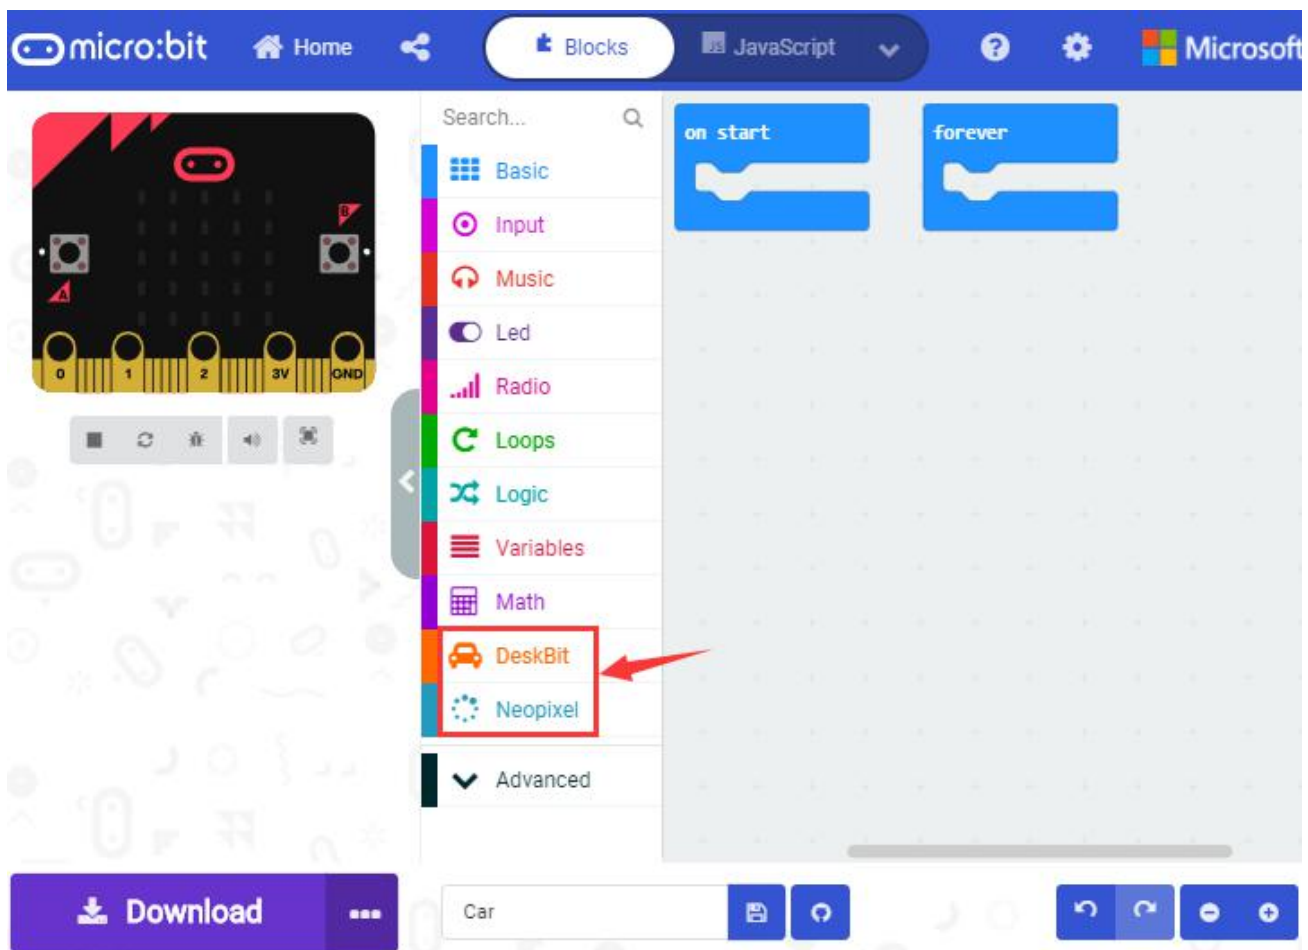 micro:bit Home Blocks JavaScript Microsoft
Search...
Basic
Input
Music
Led
Radio
Loops
Logic
Variables
Math
DeskBit
Neopixel
Advanced
B
A
0 1 2 3V GND
on start
forever
Download
Car